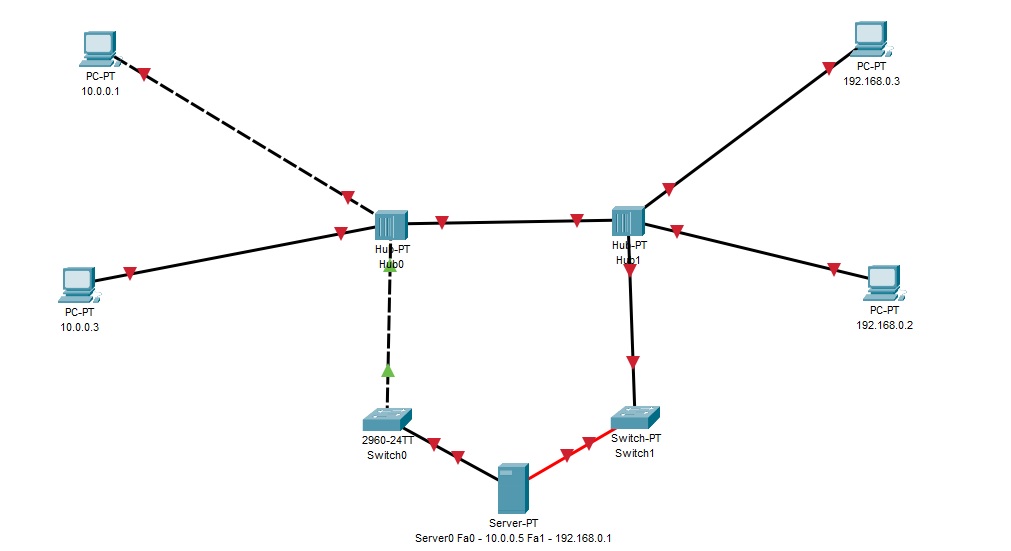 PC-PT
10.0.0.1
PC-PT
192.168.0.3
Hub-PT
Hub0
Hub-PT
Hub1
PC-PT
10.0.0.3
PC-PT
192.168.0.2
2960-24TT
Switch0
Switch-PT
Switch1
Server-PT
Server0 Fa0 - 10.0.0.5 Fa1 - 192.168.0.1